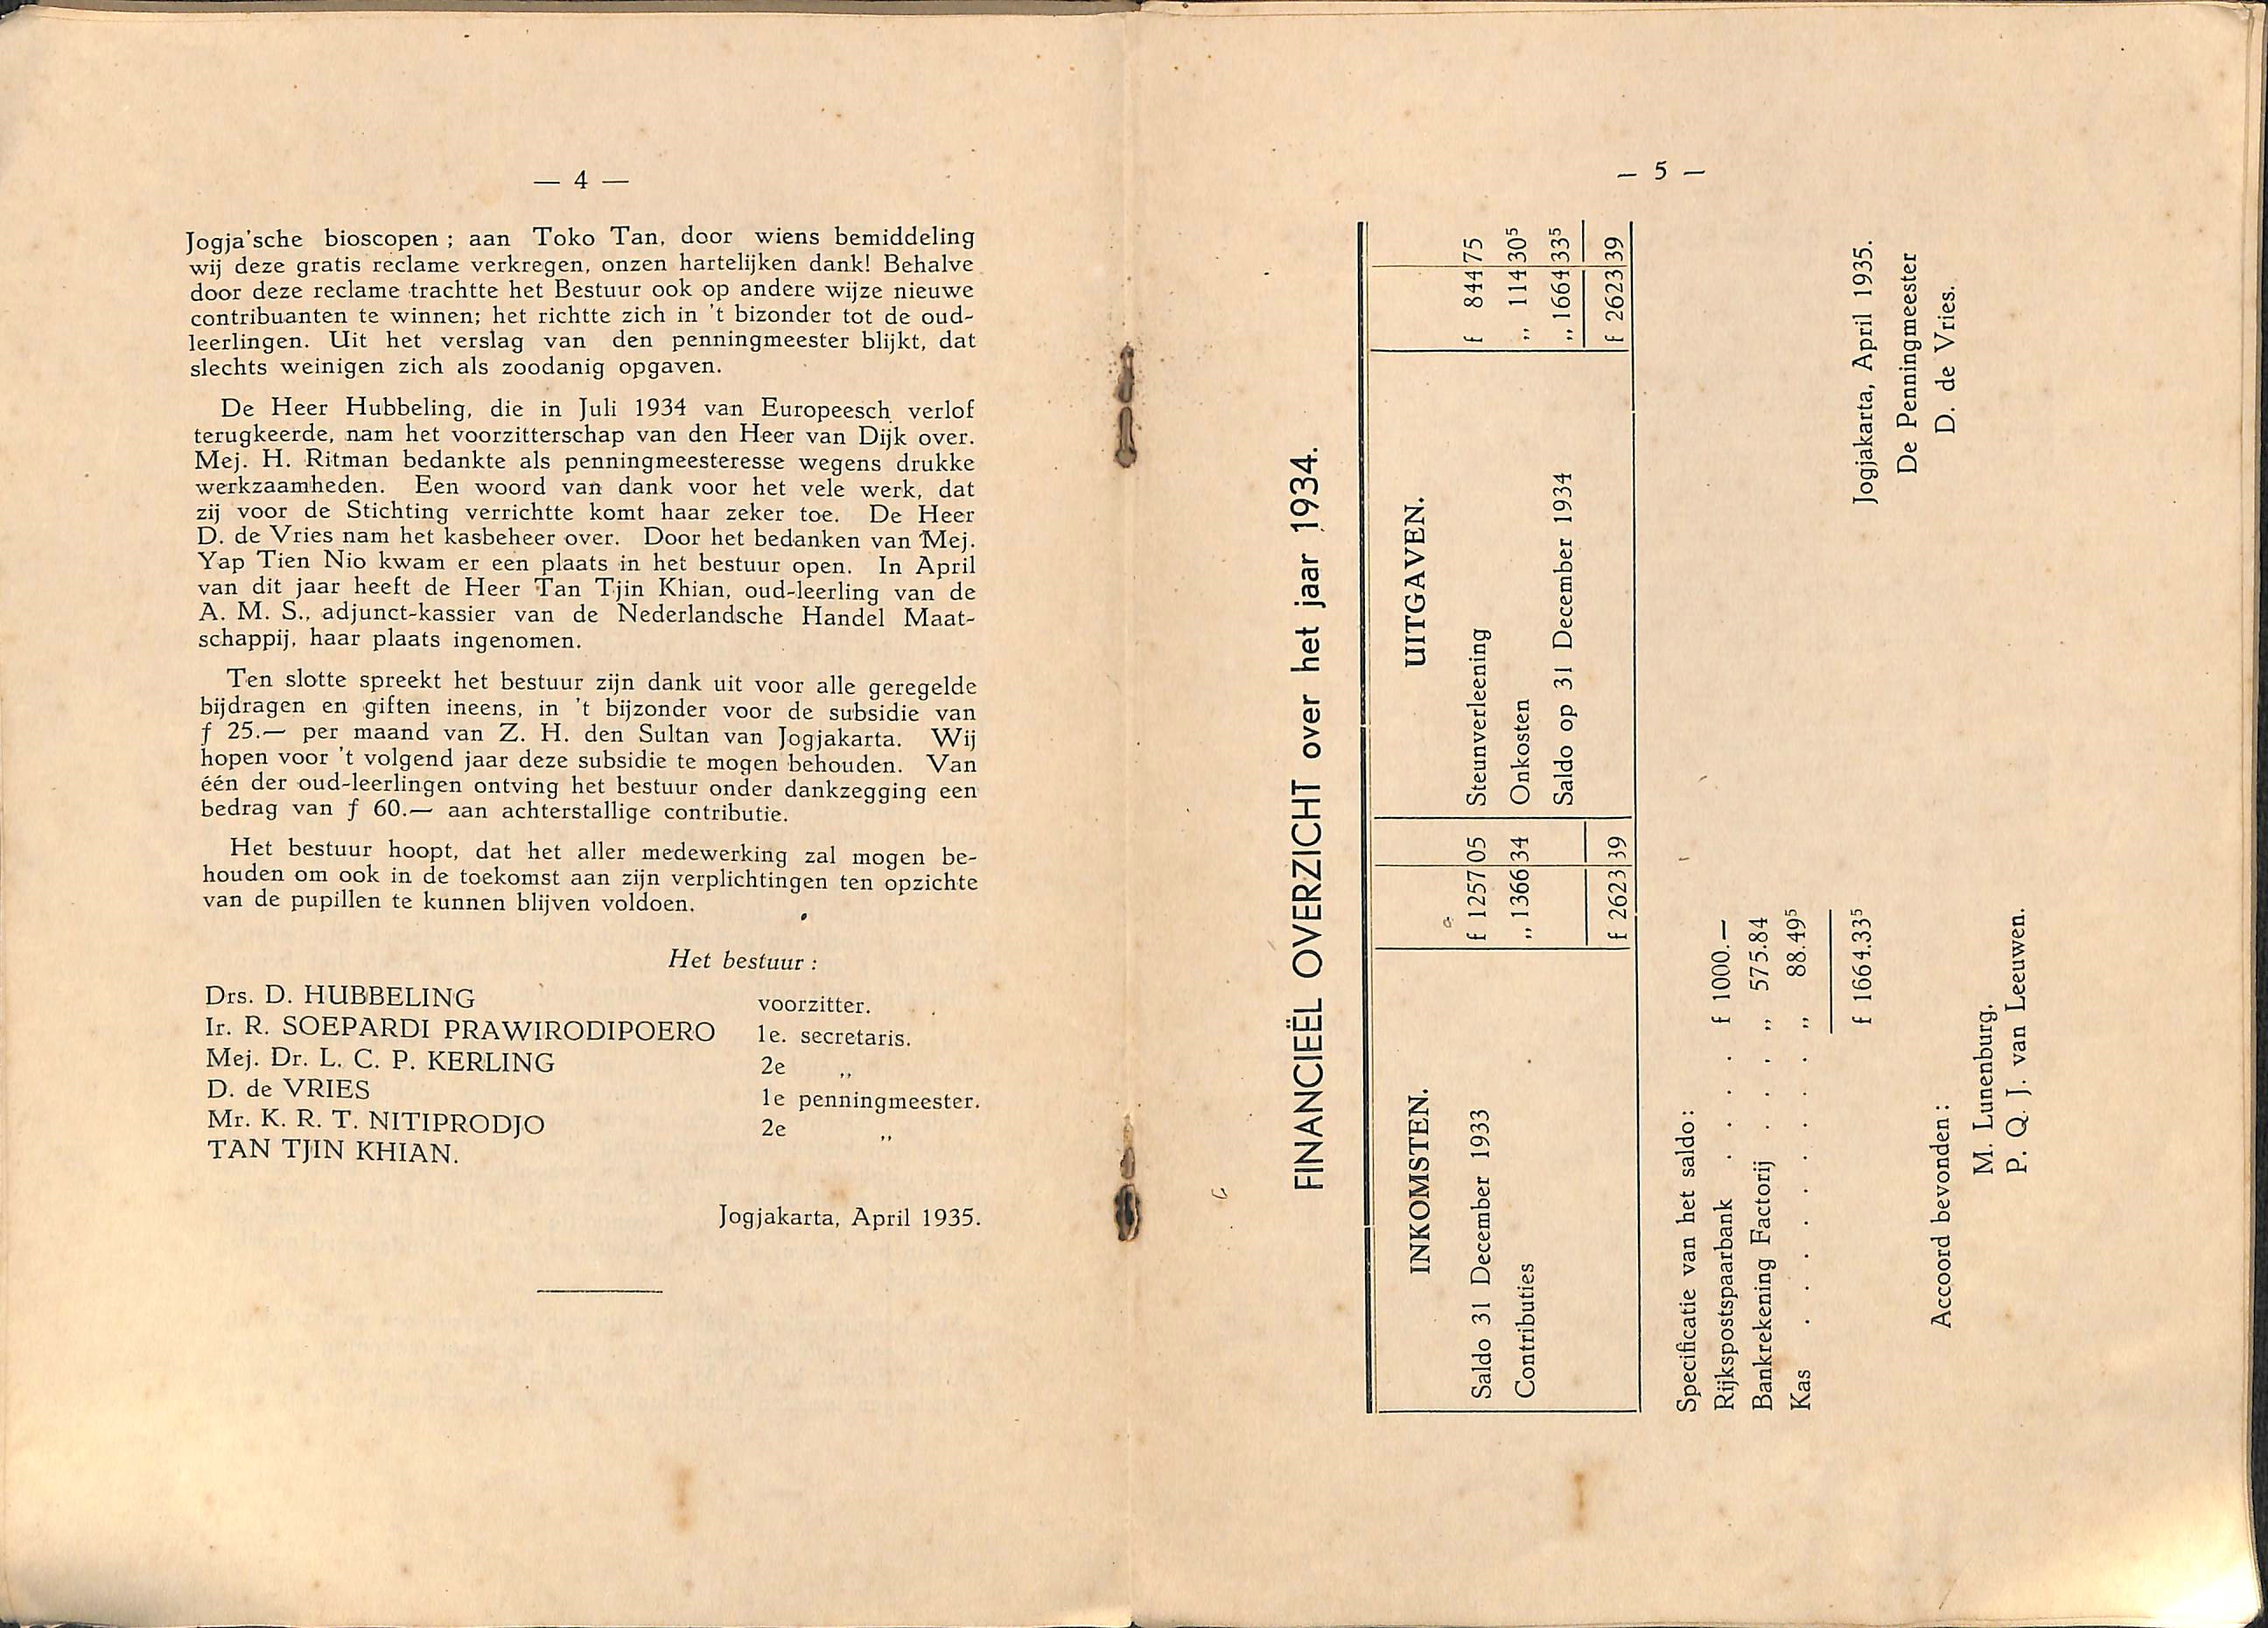 — 4 —
Jogja'sche bioscopen ; aan Toko Tan, door wiens bemiddeling
wij deze gratis reclame verkregen, onzen hartelijken dank! Behalve
door deze reclame trachtte het Bestuur ook op andere wijze nieuwe
contribuanten te winnen; het richtte zich in 't bizonder tot de oud-
leerlingen. Uit het verslag van den penningmeester blijkt, dat
slechts weinigen zich als zoodanig opgaven.
De Heer Hubbeling, die in Juli 1934 van Europeesch verlof
terugkeerde, nam het voorzitterschap van den Heer van Dijk over.
Mej. H. Ritman bedankte als penningmeesteresse wegens drukke
werkzaamheden. Een woord van dank voor het vele werk, dat
zij voor de Stichting verrichtte komt haar zeker toe. De Heer
D. de Vries nam het kasbeheer over. Door het bedanken van Mej.
Yap Tien Nio kwam er een plaats in het bestuur open. In April
van dit jaar heeft de Heer Tan Tjin Khian, oud-leerling van de
A. M. S., adjunct-kassier van de Nederlandsche Handel Maat-
schappij, haar plaats ingenomen.
Ten slotte spreekt het bestuur zijn dank uit voor alle geregelde
bijdragen en giften ineens, in 't bijzonder voor de subsidie van
f 25.— per maand van Z. H. den Sultan van Jogjakarta. Wij
hopen voor 't volgend jaar deze subsidie te mogen behouden. Van
één der oud-leerlingen ontving het bestuur onder dankzegging een
bedrag van f 60.— aan achterstallige contributie.
Het bestuur hoopt, dat het aller medewerking zal mogen be-
houden om ook in de toekomst aan zijn verplichtingen ten opzichte
van de pupillen te kunnen blijven voldoen.
Het bestuur :
Drs. D. HUBBELING voorzitter.
Ir. R. SOEPARDI PRAWIRODIPOERO 1e. secretaris.
Mej. Dr. L. C. P. KERLING 2e „
D. de VRIES 1e penningmeester.
Mr. K. R. T. NITIPRODJO 2e „
TAN TJIN KHIAN.
Jogjakarta, April 1935.
— 5 —
FINANCIEËL OVERZICHT over het jaar 1934.
INKOMSTEN. UITGAVEN.
Saldo 31 December 1933 f 1257 05 Steunverleening f 844 75
Contributies „ 1366 34 Onkosten „ 114 30⁵
Saldo op 31 December 1934 „ 1664 33⁵
f 2623 39 f 2623 39
Specificatie van het saldo:
Rijkspostspaarbank . . . . f 1000.—
Bankrekening Factorij . . . „ 575.84
Kas . . . . . . . . „ 88.49⁵
f 1664.33⁵
Jogjakarta, April 1935.
De Penningmeester
D. de Vries.
Accoord bevonden :
M. Lunenburg.
P. Q. J. van Leeuwen.